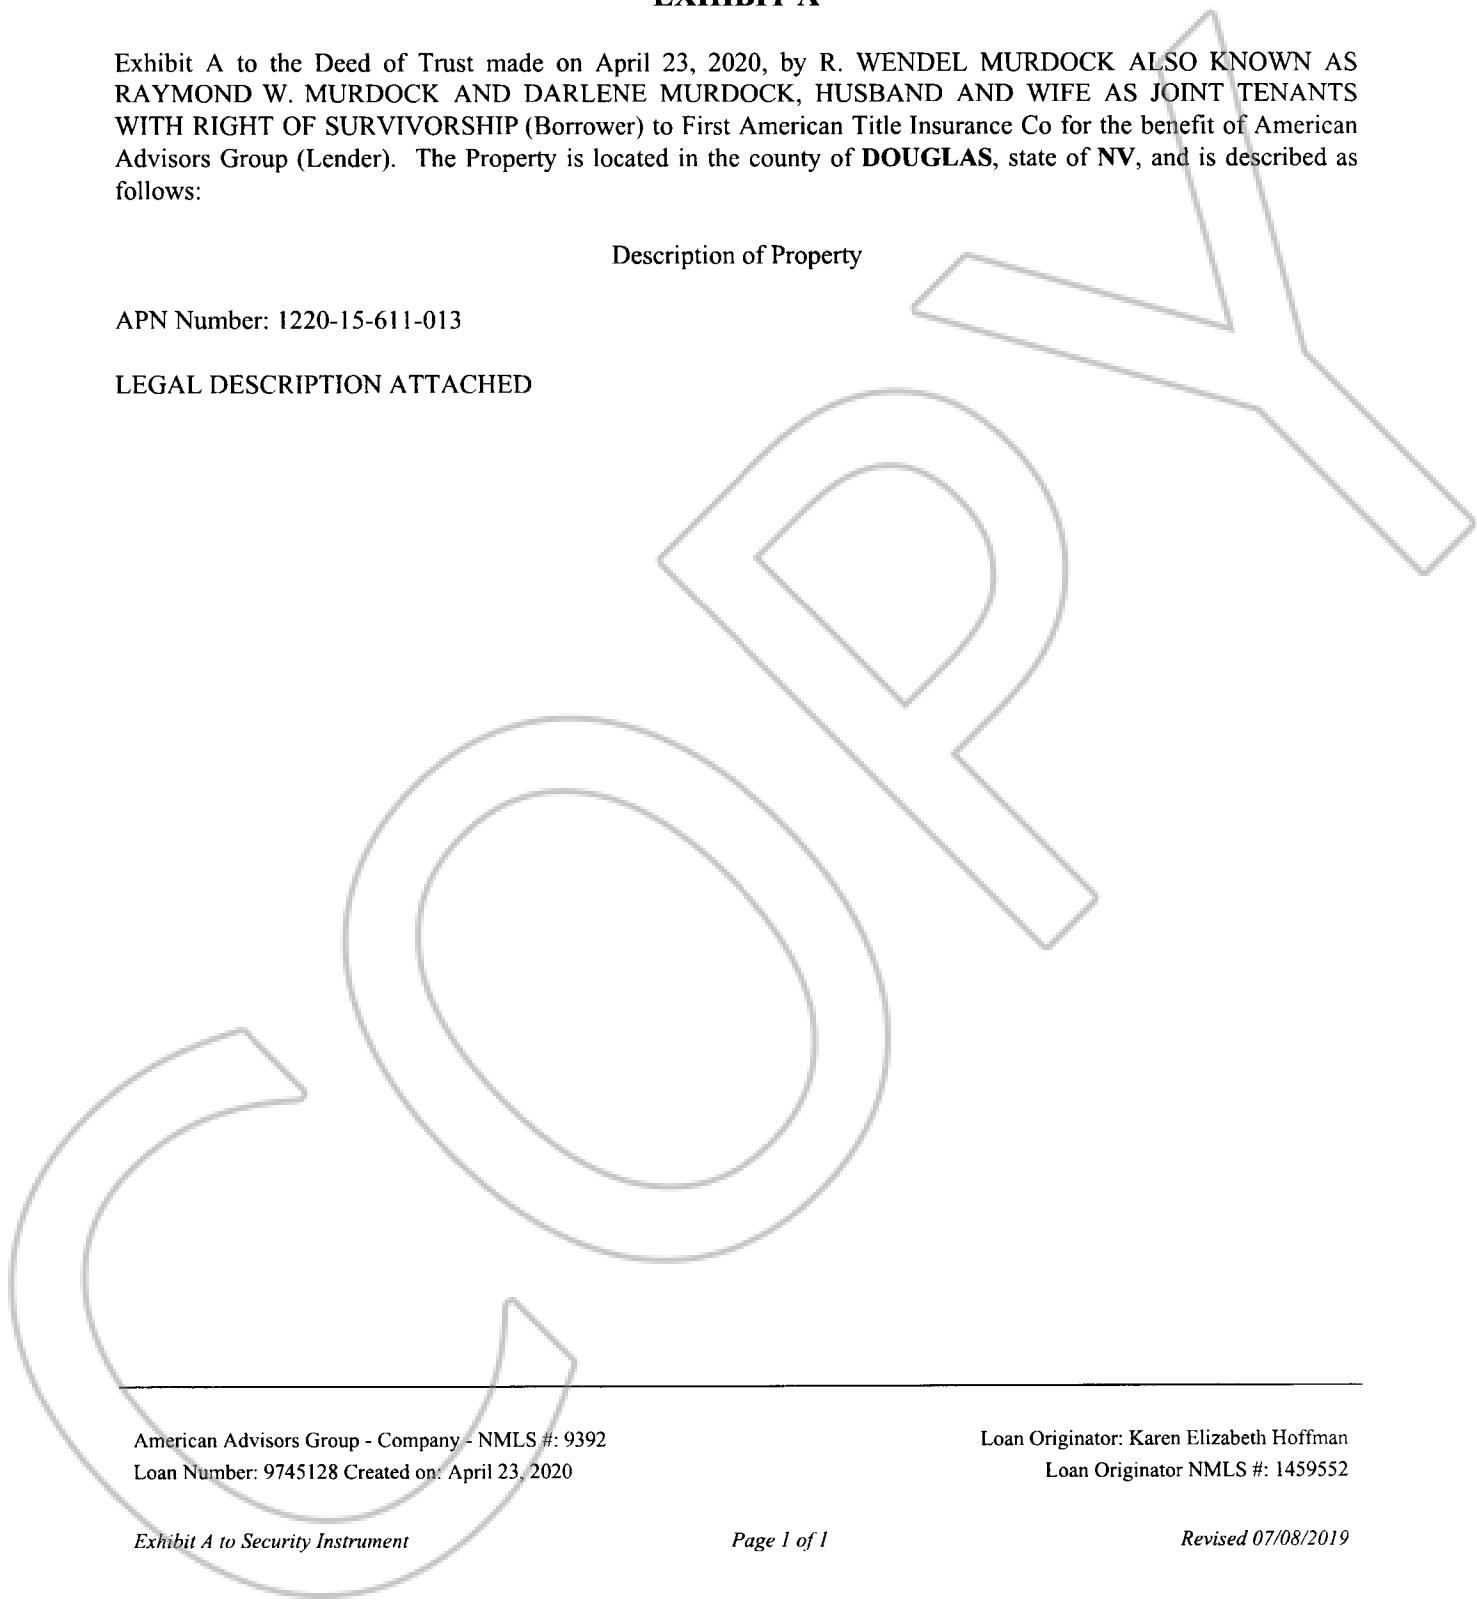 EXHIBIT A
Exhibit A to the Deed of Trust made on April 23, 2020, by R. WENDEL MURDOCK ALSO KNOWN AS
RAYMOND W. MURDOCK AND DARLENE MURDOCK, HUSBAND AND WIFE AS JOINT TENANTS
WITH RIGHT OF SURVIVORSHIP (Borrower) to First American Title Insurance Co for the benefit of American
Advisors Group (Lender). The Property is located in the county of DOUGLAS, state of NV, and is described as
follows:
Description of Property
APN Number: 1220-15-611-013
LEGAL DESCRIPTION ATTACHED
COPY
American Advisors Group - Company - NMLS #: 9392
Loan Originator: Karen Elizabeth Hoffman
Loan Number: 9745128 Created on: April 23, 2020
Loan Originator NMLS #: 1459552
Exhibit A to Security Instrument
Page 1 of 1
Revised 07/08/2019